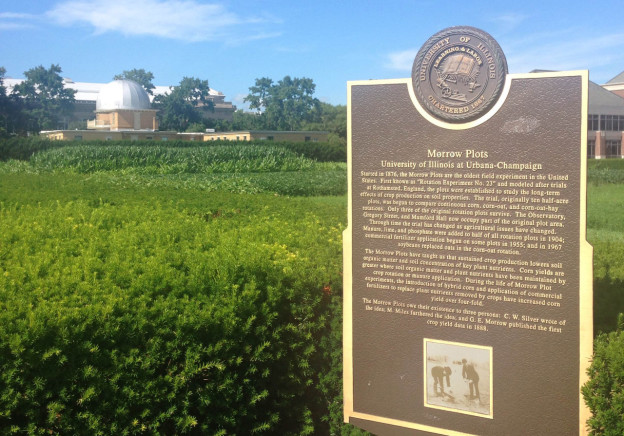 UNIVERSITY OF ILLINOIS
LEARNING & LABOR
CHARTERED 1867
Morrow Plots
University of Illinois at Urbana-Champaign
Started in 1876, the Morrow Plots are the oldest field experiment in the United
States. First known as "Rotation Experiment No. 23" and modeled after trials
at Rothamsted, England, the plots were established to study the long-term
effects of crop production on soil properties. The trial, originally ten half-acre
plots, was begun to compare continuous corn, corn-oat, and corn-oat-hay
rotations. Only three of the original rotation plots survive. The Observatory,
Gregory Street, and Mumford Hall now occupy part of the original plot area.
Through time the trial has changed as agricultural issues have changed.
Manure, lime, and phosphate were added to half of all rotation plots in 1904;
commercial fertilizer application began on some plots in 1955; and in 1967
soybeans replaced oats in the corn-oat rotation.
The Morrow Plots have taught us that sustained crop production lowers soil
organic matter and soil concentration of key plant nutrients. Corn yields are
greater where soil organic matter and plant nutrients have been maintained by
crop rotation or manure application. During the life of Morrow Plot
experiments, the introduction of hybrid corn and application of commercial
fertilizers to replace plant nutrients removed by crops have increased corn
yield over four-fold.
The Morrow Plots owe their existence to three persons: C. W. Silver wrote of
the idea, M. Miles furthered the idea, and G. E. Morrow published the first
crop yield data in 1888.